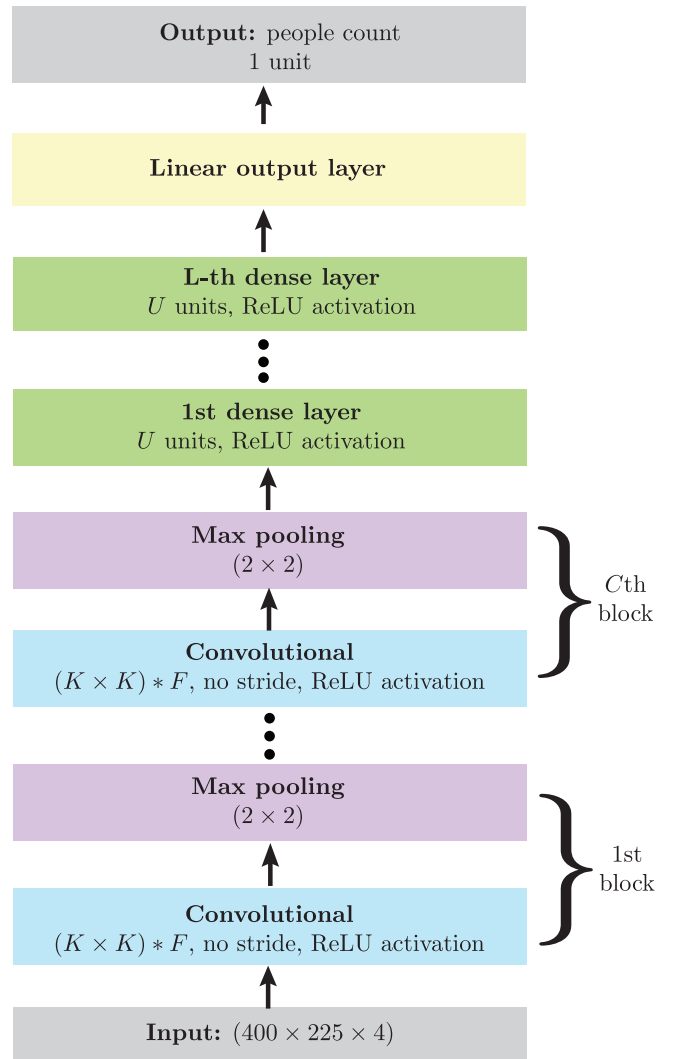 Output: people count
1 unit
Linear output layer
L-th dense layer
U units, ReLU activation
1st dense layer
U units, ReLU activation
Max pooling
(2 × 2)
Cth
block
Convolutional
(K × K) ∗ F, no stride, ReLU activation
Max pooling
(2 × 2)
1st
block
Convolutional
(K × K) ∗ F, no stride, ReLU activation
Input: (400 × 225 × 4)